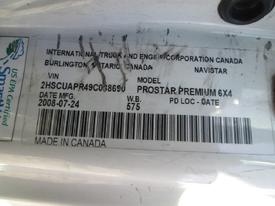 INTERNATIONAL TRUCK AND ENGINE CORPORATION CANADA
BURLINGTON, ONTARIO, CANADA NAVISTAR
VIN MODEL
2HSCUAPR49C088690 PROSTAR PREMIUM 6X4
DATE MFG. W.B. PD LOC - DATE
2008-07-24 575
MADE IN CANADA
US EPA Certified